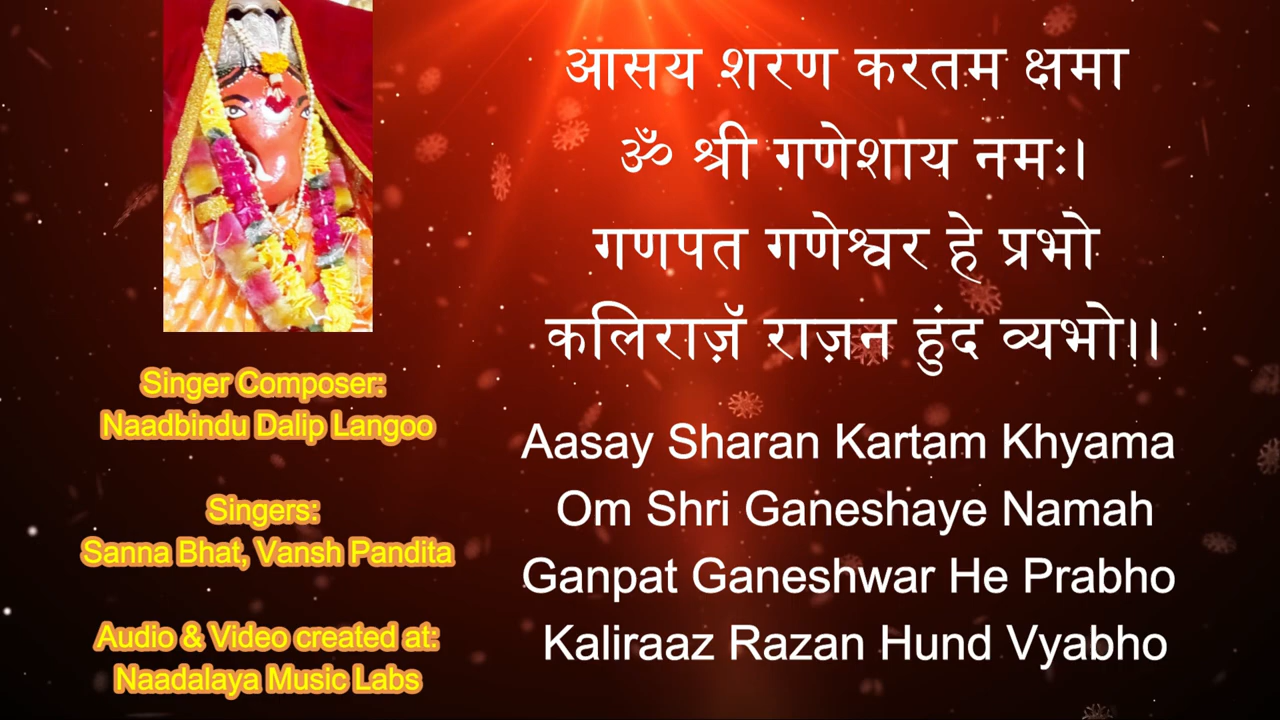 आसय शरण करतम क्षमा
ॐ श्री गणेशाय नमः।
गणपत गणेश्वर हे प्रभो
कलिराज़ॅ राज़न हुंद व्यभो।।
Aasay Sharan Kartam Khyama
Om Shri Ganeshaye Namah
Ganpat Ganeshwar He Prabho
Kaliraaz Razan Hund Vyabho
Singer Composer:
Naadbindu Dalip Langoo
Singers:
Sanna Bhat, Vansh Pandita
Audio & Video created at:
Naadalaya Music Labs